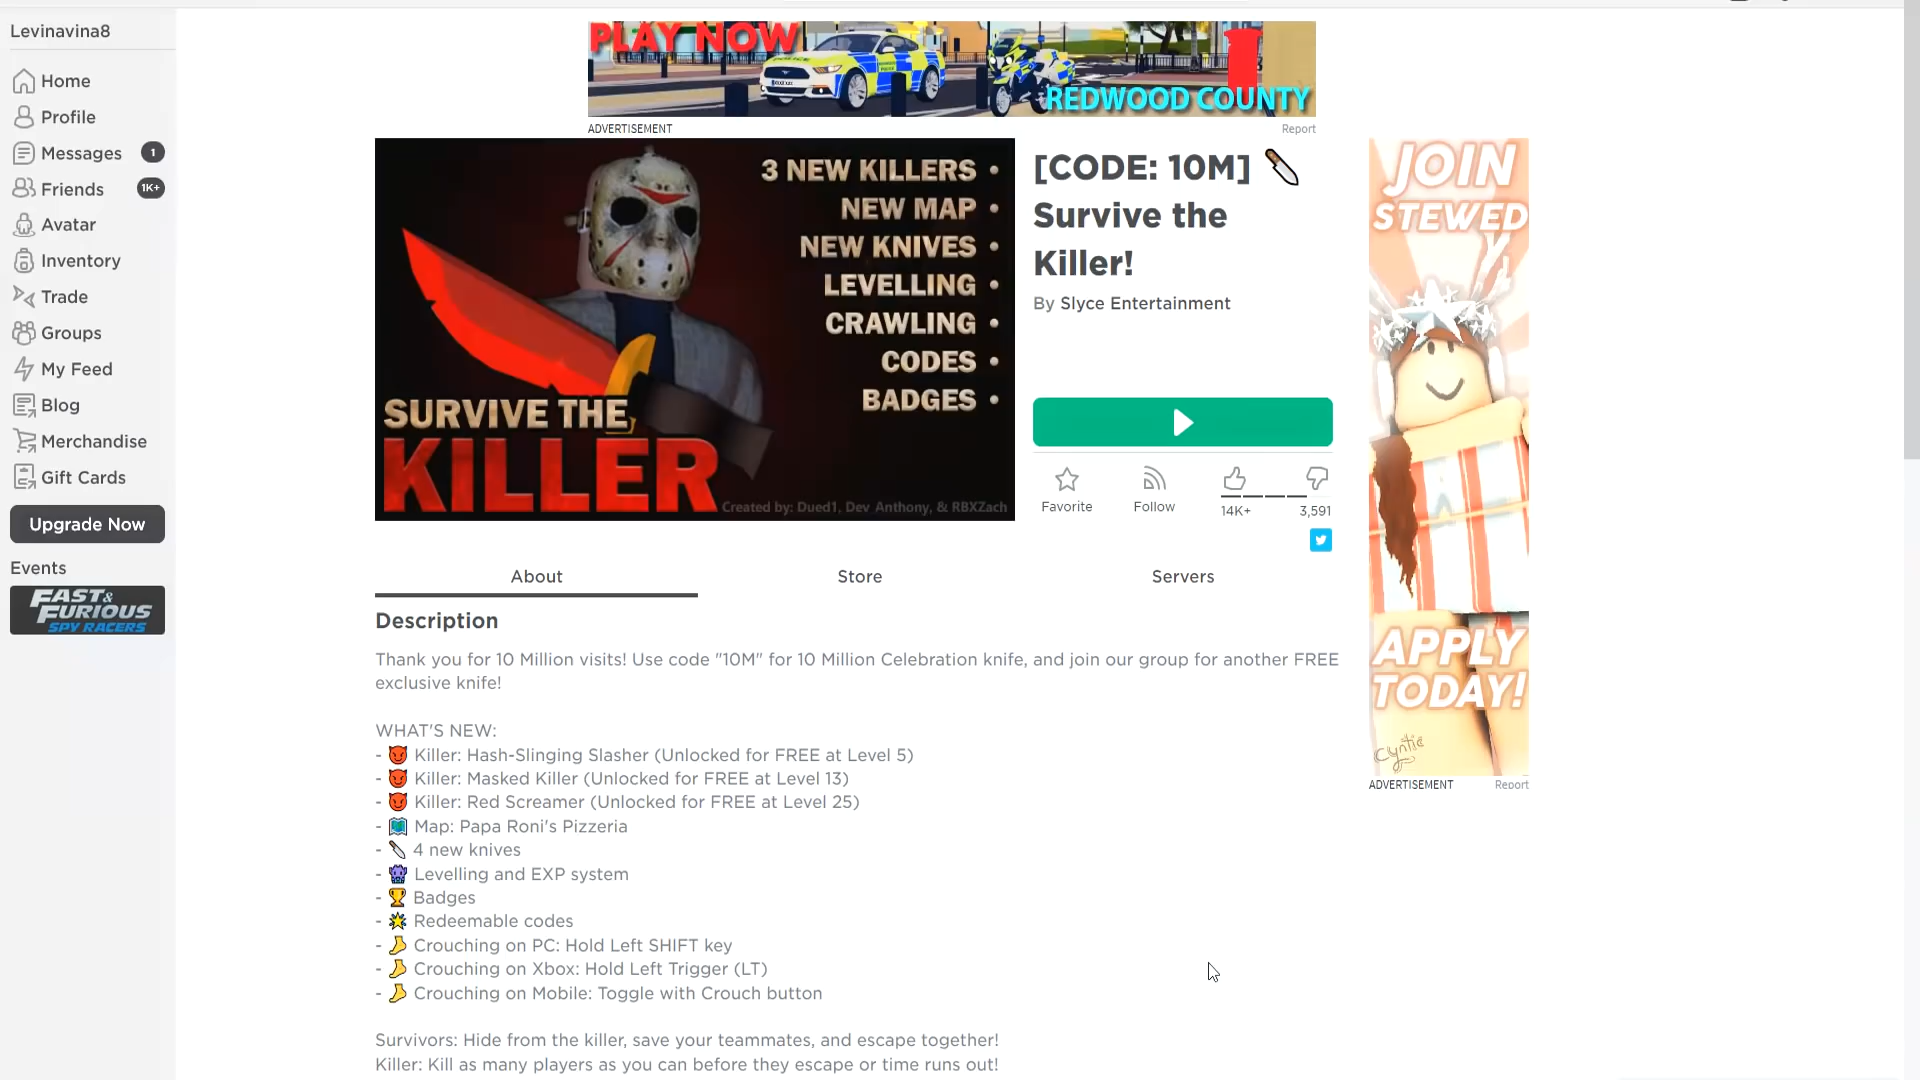 Levinavina8
Home
Profile
Messages 1
Friends 1K+
Avatar
Inventory
Trade
Groups
My Feed
Blog
Merchandise
Gift Cards
Upgrade Now
Events
FAST &
FURIOUS
SPY RACERS
PLAY NOW
REDWOOD COUNTY
ADVERTISEMENT Report
3 NEW KILLERS •
NEW MAP •
NEW KNIVES •
LEVELLING •
CRAWLING •
CODES •
BADGES •
SURVIVE THE
KILLER
Created by: Dued1, Dev Anthony, & RBXZach
[CODE: 10M] 🔪
Survive the
Killer!
By Slyce Entertainment
Favorite Follow 14K+ 3,591
About Store Servers
Description
Thank you for 10 Million visits! Use code "10M" for 10 Million Celebration knife, and join our group for another FREE
exclusive knife!
WHAT'S NEW:
- 👿 Killer: Hash-Slinging Slasher (Unlocked for FREE at Level 5)
- 👿 Killer: Masked Killer (Unlocked for FREE at Level 13)
- 👿 Killer: Red Screamer (Unlocked for FREE at Level 25)
- 🗺️ Map: Papa Roni's Pizzeria
- 🔪 4 new knives
- 👾 Levelling and EXP system
- 🏆 Badges
- 🌟 Redeemable codes
- 🦶 Crouching on PC: Hold Left SHIFT key
- 🦶 Crouching on Xbox: Hold Left Trigger (LT)
- 🦶 Crouching on Mobile: Toggle with Crouch button
Survivors: Hide from the killer, save your teammates, and escape together!
Killer: Kill as many players as you can before they escape or time runs out!
JOIN
STEWED
Y
APPLY
TODAY!
Cyntic
ADVERTISEMENT Report